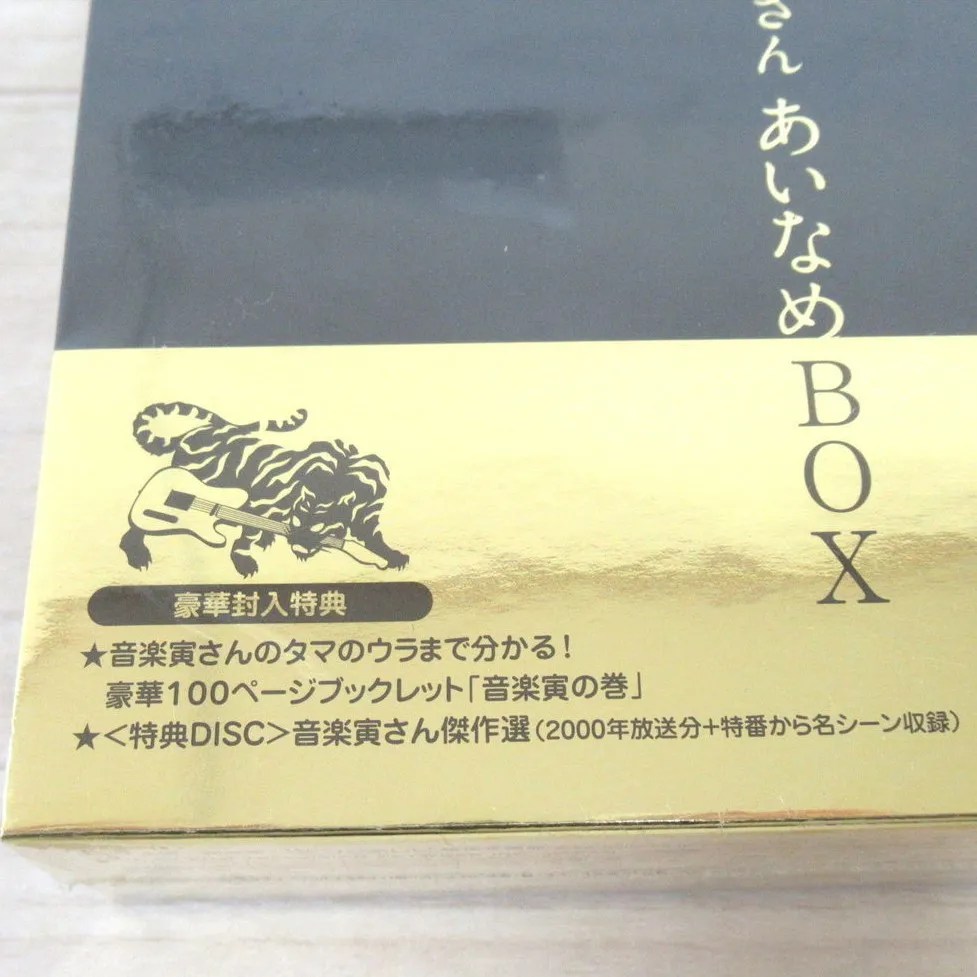 さん あいなめBOX
豪華封入特典
★音楽寅さんのタマのウラまで分かる!
豪華100ページブックレット「音楽寅の巻」
★<特典DISC>音楽寅さん傑作選(2000年放送分+特番から名シーン収録)